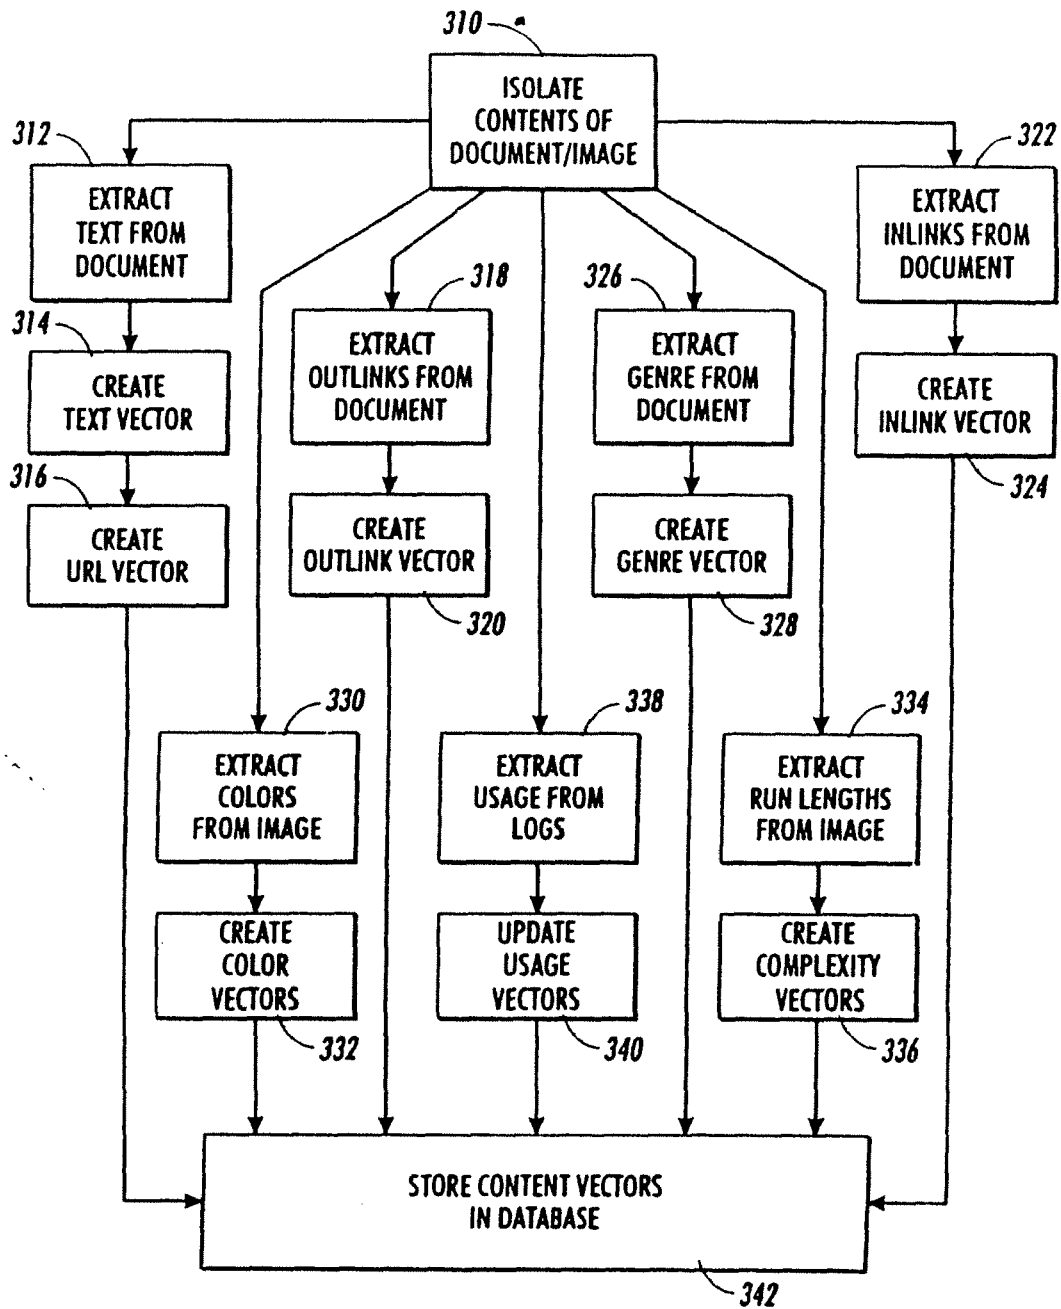 310
ISOLATE
CONTENTS OF
DOCUMENT/IMAGE
312
EXTRACT
TEXT FROM
DOCUMENT
322
EXTRACT
INLINKS FROM
DOCUMENT
318
EXTRACT
OUTLINKS FROM
DOCUMENT
326
EXTRACT
GENRE FROM
DOCUMENT
314
CREATE
TEXT VECTOR
CREATE
INLINK VECTOR
324
316
CREATE
URL VECTOR
CREATE
OUTLINK VECTOR
320
CREATE
GENRE VECTOR
328
330
EXTRACT
COLORS
FROM IMAGE
338
EXTRACT
USAGE FROM
LOGS
334
EXTRACT
RUN LENGTHS
FROM IMAGE
CREATE
COLOR
VECTORS
332
UPDATE
USAGE
VECTORS
340
CREATE
COMPLEXITY
VECTORS
336
STORE CONTENT VECTORS
IN DATABASE
342